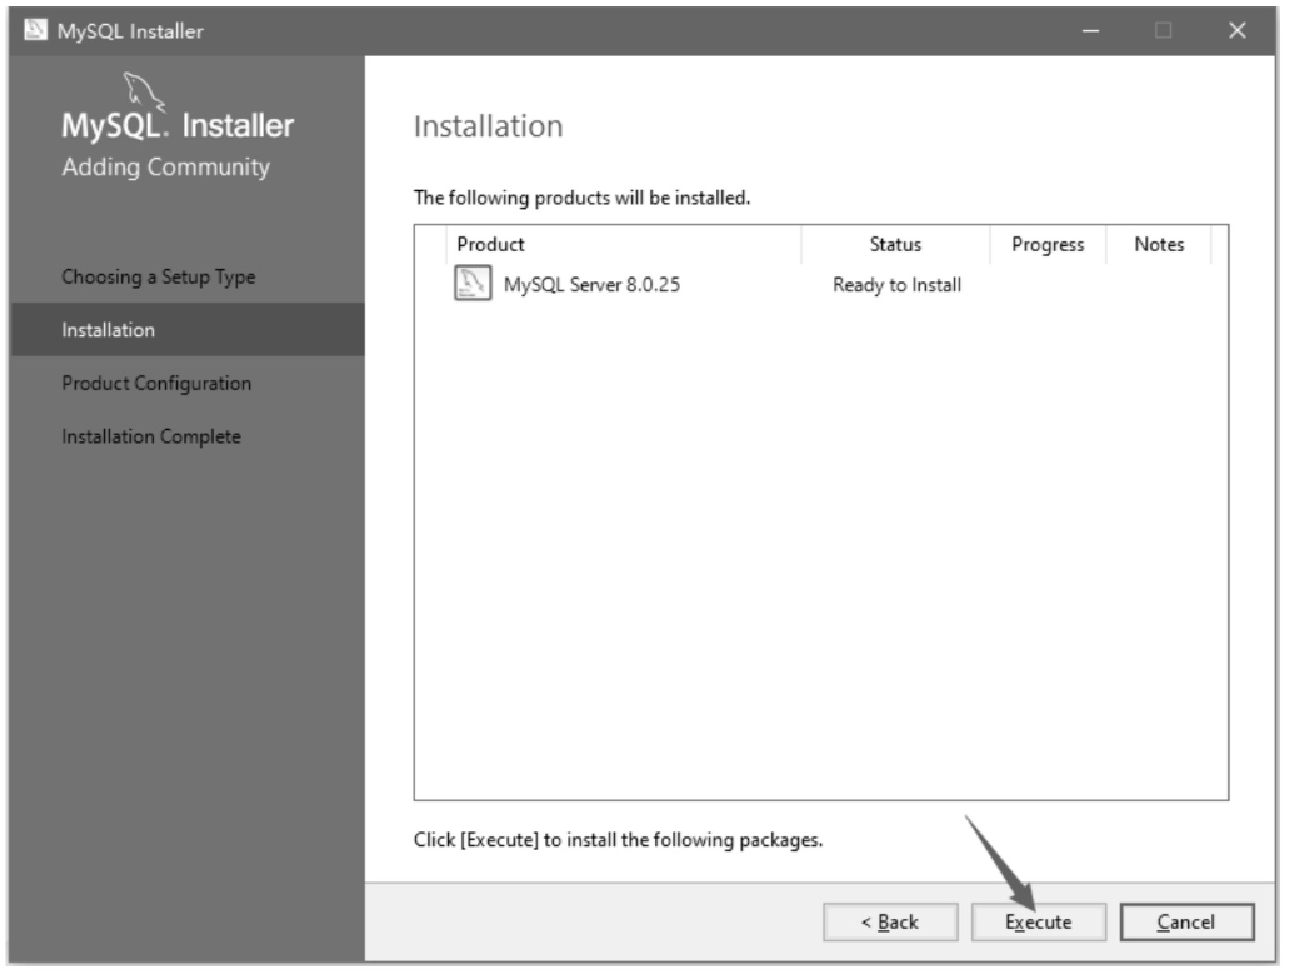 MySQL Installer
MySQL. Installer
Adding Community
Choosing a Setup Type
Installation
Product Configuration
Installation Complete
Installation
The following products will be installed.
Product Status Progress Notes
MySQL Server 8.0.25 Ready to Install
Click [Execute] to install the following packages.
< Back Execute Cancel